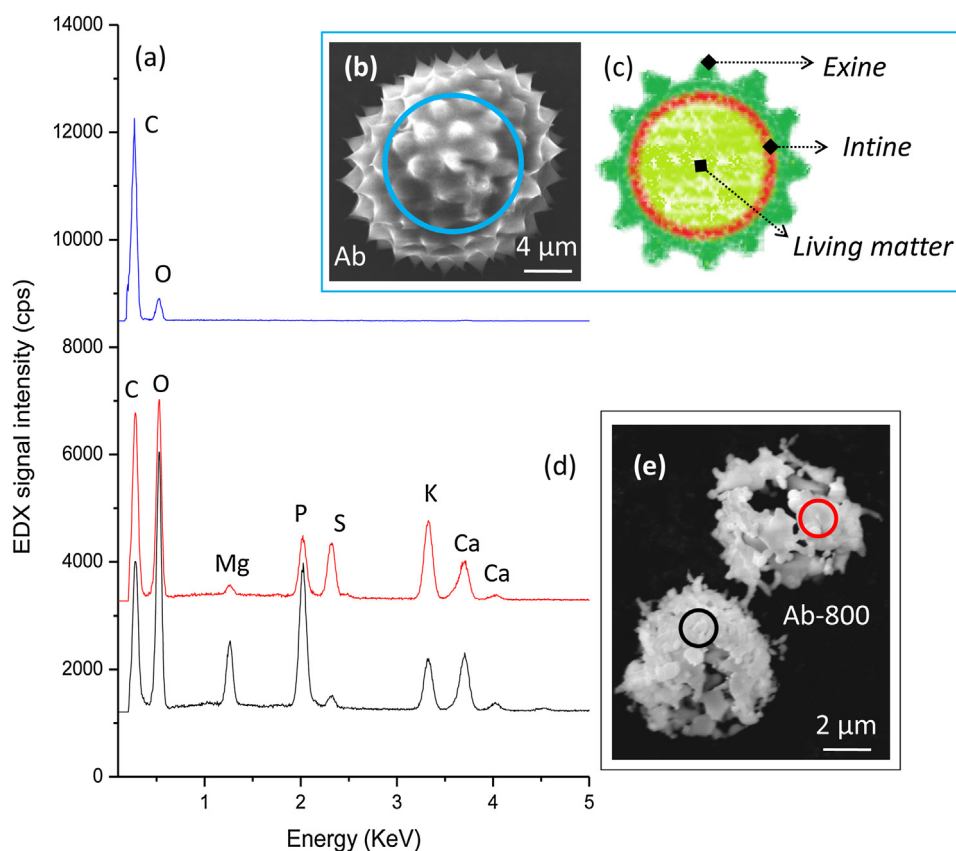 14000
12000
10000
8000
6000
4000
2000
0
EDX signal intensity (cps)
1
2
3
4
5
Energy (KeV)
(a)
C
O
C
O
Mg
P
S
K
Ca
Ca
(b)
Ab
4 µm
(c)
Exine
Intine
Living matter
(d)
(e)
Ab-800
2 µm